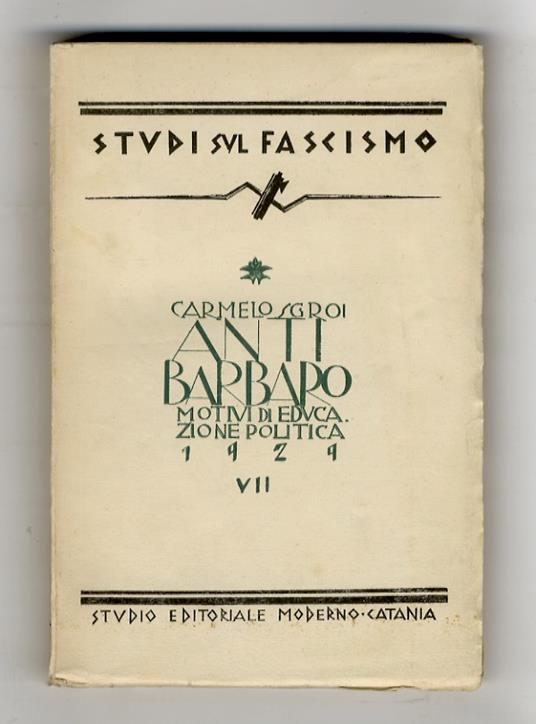 STVDI SVL FASCISMO
CARMELO SGROI
ANTI
BARBARO
MOTIVI DI EDVCA.
ZIONE POLITICA
1929
VII
STVDIO EDITORIALE MODERNO·CATANIA